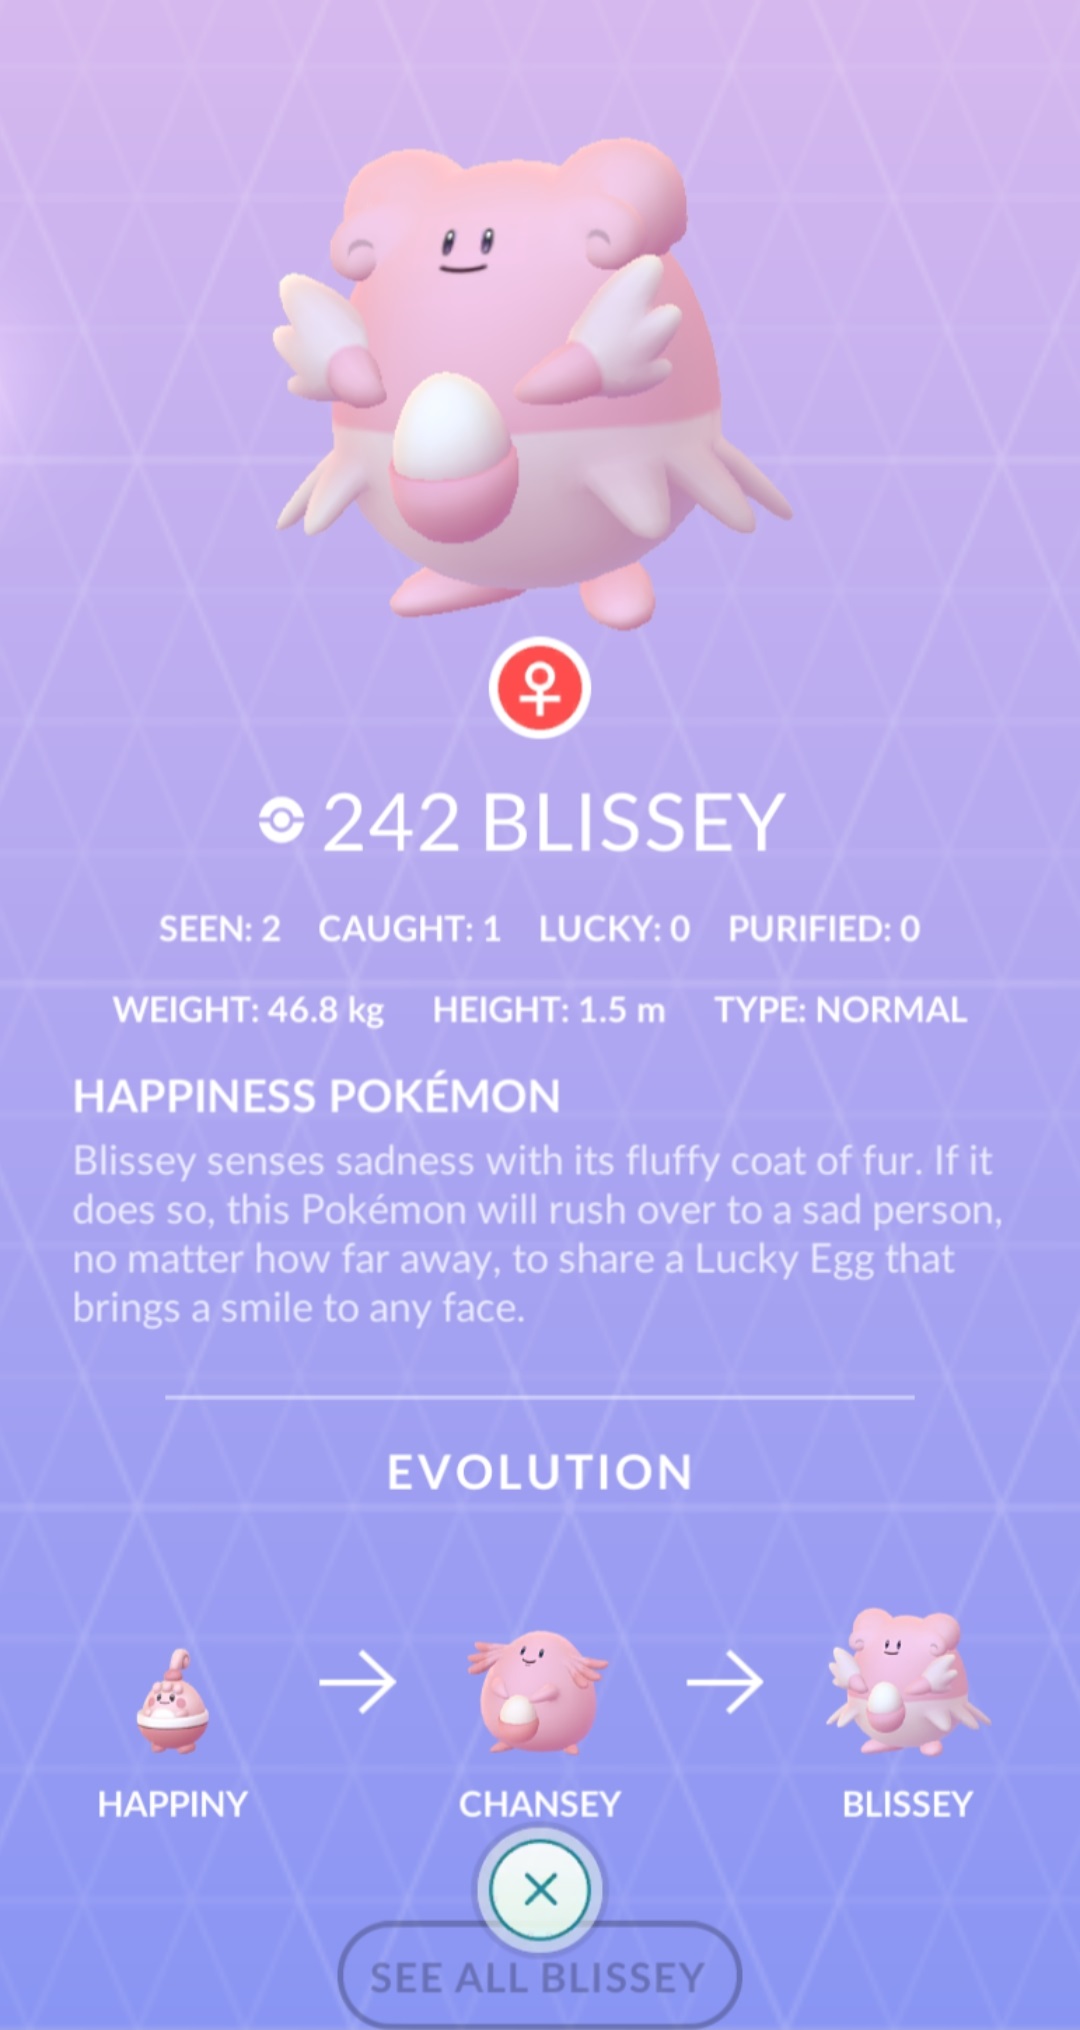 242 BLISSEY
SEEN: 2 CAUGHT: 1 LUCKY: 0 PURIFIED: 0
WEIGHT: 46.8 kg HEIGHT: 1.5 m TYPE: NORMAL
HAPPINESS POKÉMON
Blissey senses sadness with its fluffy coat of fur. If it
does so, this Pokémon will rush over to a sad person,
no matter how far away, to share a Lucky Egg that
brings a smile to any face.
EVOLUTION
HAPPINY CHANSEY BLISSEY
SEE ALL BLISSEY